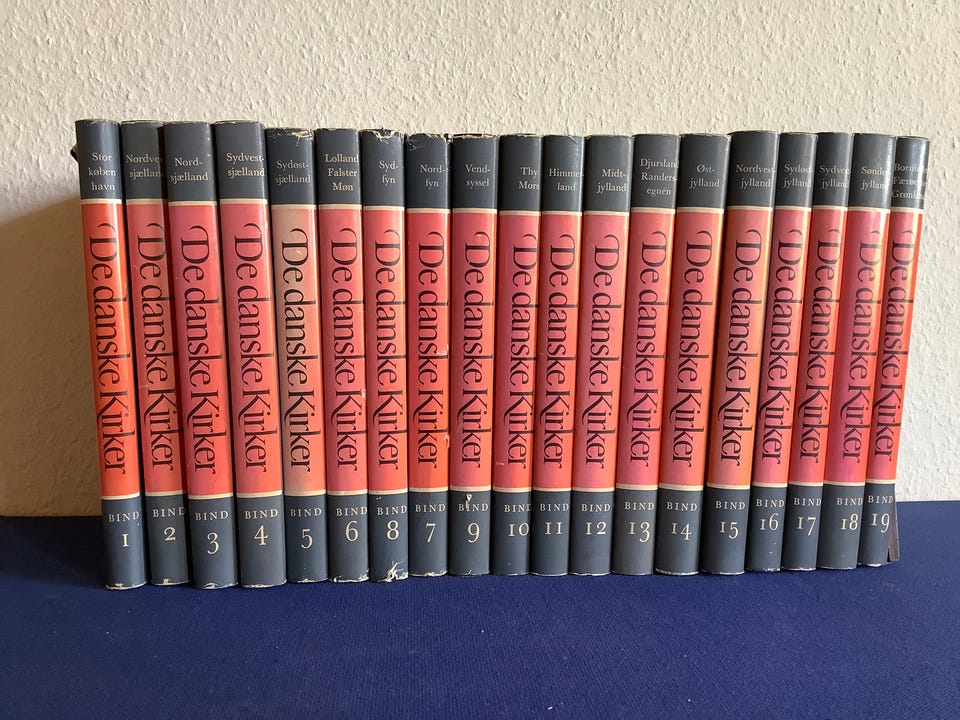 Stor
køben
havn
De danske Kirker
BIND
1
Nordves
sjælland
De danske Kirker
BIND
2
Nord-
sjælland
De danske Kirker
BIND
3
Sydvest-
sjælland
De danske Kirker
BIND
4
Sydøst-
sjælland
De danske Kirker
BIND
5
Lolland
Falster
Møn
De danske Kirker
BIND
6
Syd-
fyn
De danske Kirker
BIND
8
Nord-
fyn
De danske Kirker
BIND
7
Vend-
syssel
De danske Kirker
BIND
9
Thy
Mors
De danske Kirker
BIND
10
Himme
land
De danske Kirker
BIND
11
Midt-
jylland
De danske Kirker
BIND
12
Djursland
Randers-
egnen
De danske Kirker
BIND
13
Øst-
jylland
De danske Kirker
BIND
14
Nordvest-
jylland
De danske Kirker
BIND
15
Sydøst
jylland
De danske Kirker
BIND
16
Sydvest
jylland
De danske Kirker
BIND
17
Sønder-
jylland
De danske Kirker
BIND
18
Bornholm
Færøerne
Grønland
De danske Kirker
BIND
19